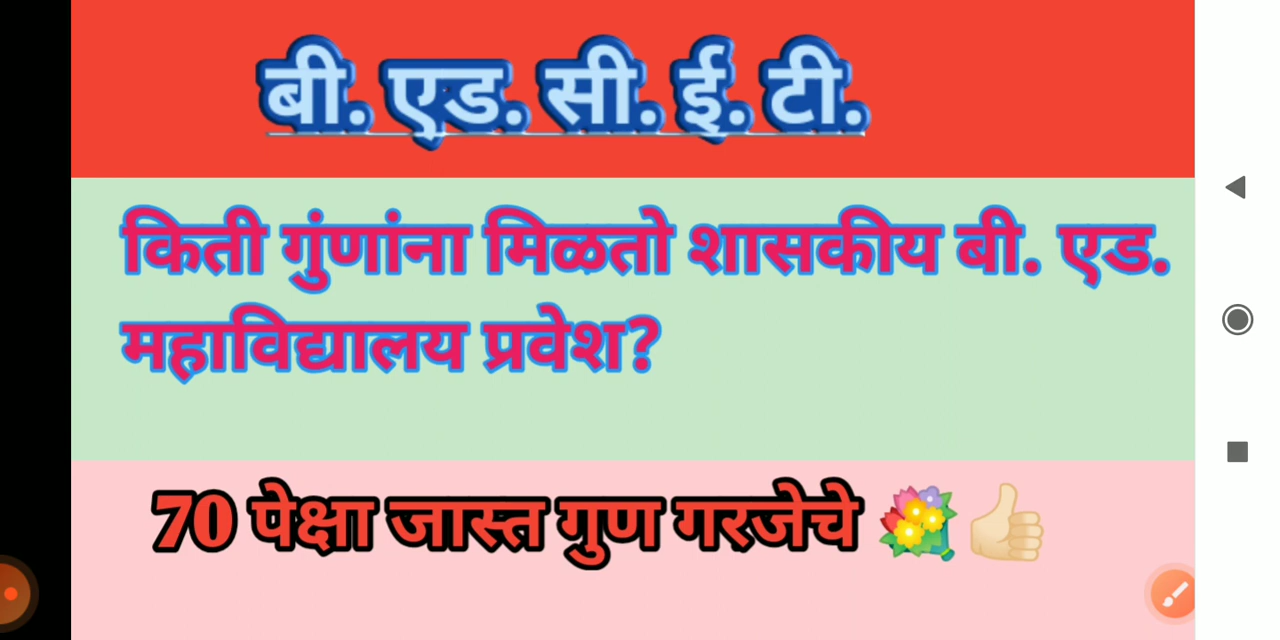 बी. एड. सी. ई. टी.
किती गुंणांना मिळतो शासकीय बी. एड.
महाविद्यालय प्रवेश?
70 पेक्षा जास्त गुण गरजेचे 💐👍🏻